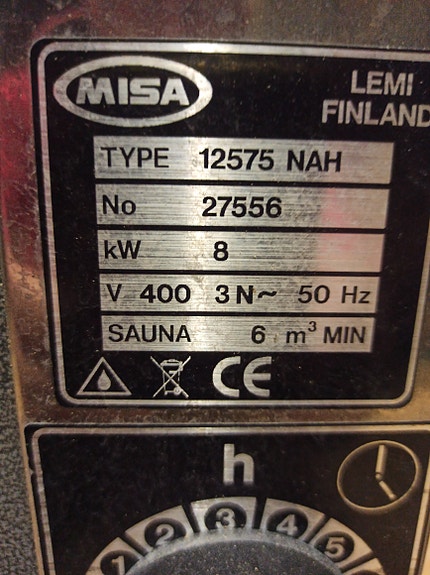 MISA
LEMI
FINLAND
TYPE 12575 NAH
No 27556
kW 8
V 400 3N~ 50 Hz
SAUNA 6 m³ MIN
CE
h
1 2 3 4 5